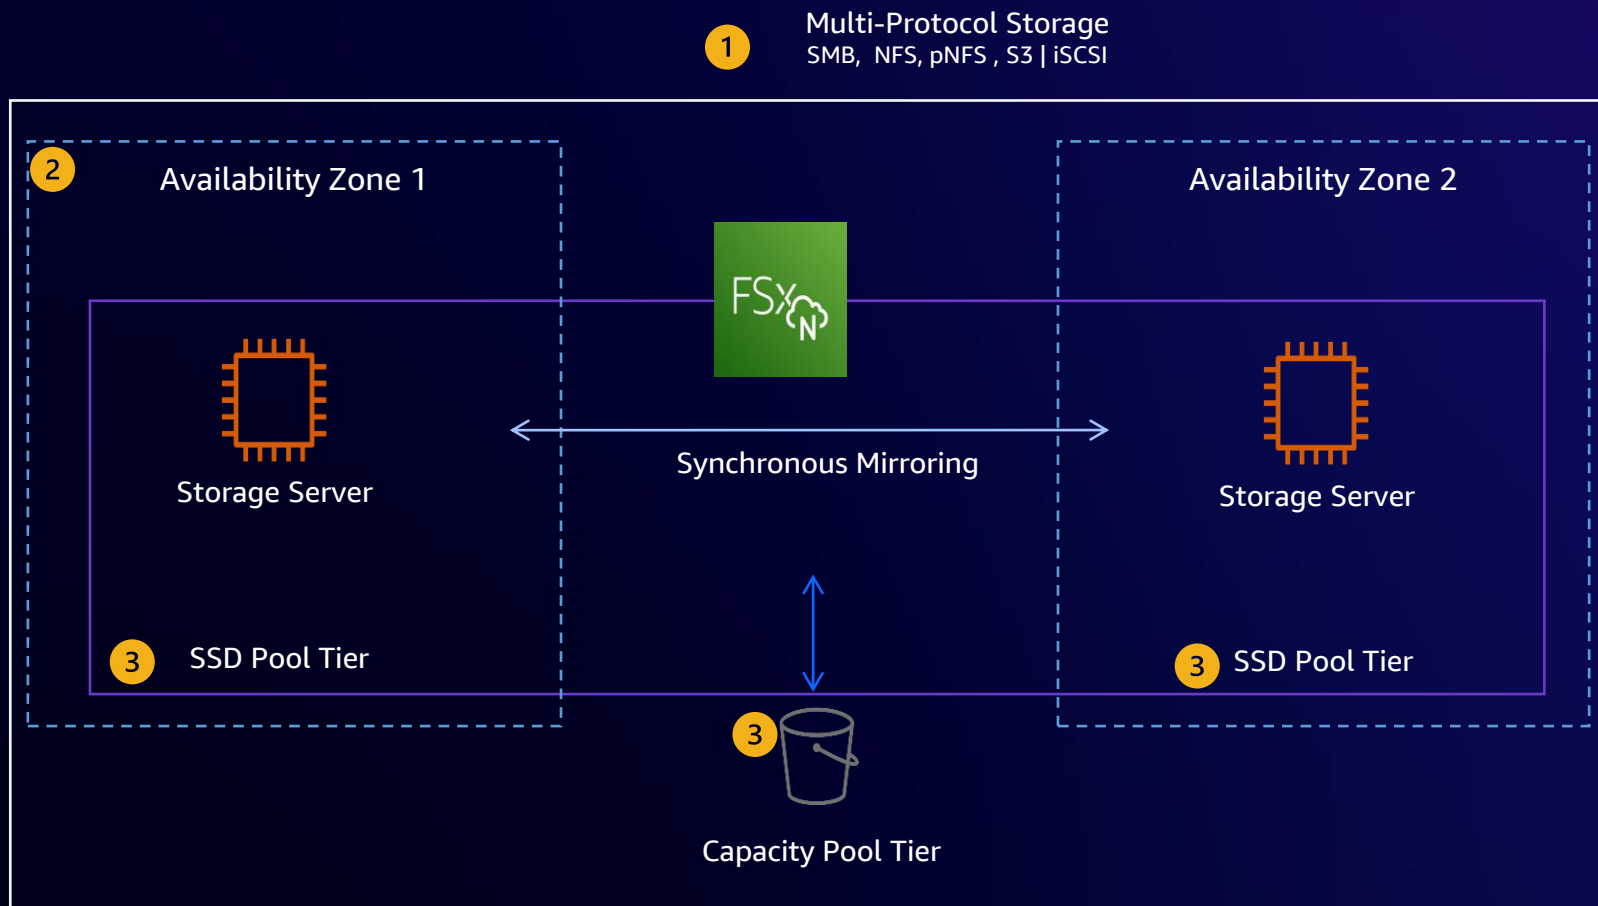 1
Multi-Protocol Storage
SMB, NFS, pNFS , S3 | iSCSI
2
Availability Zone 1
Availability Zone 2
FSx
N
Synchronous Mirroring
Storage Server
Storage Server
3
SSD Pool Tier
3
SSD Pool Tier
3
Capacity Pool Tier